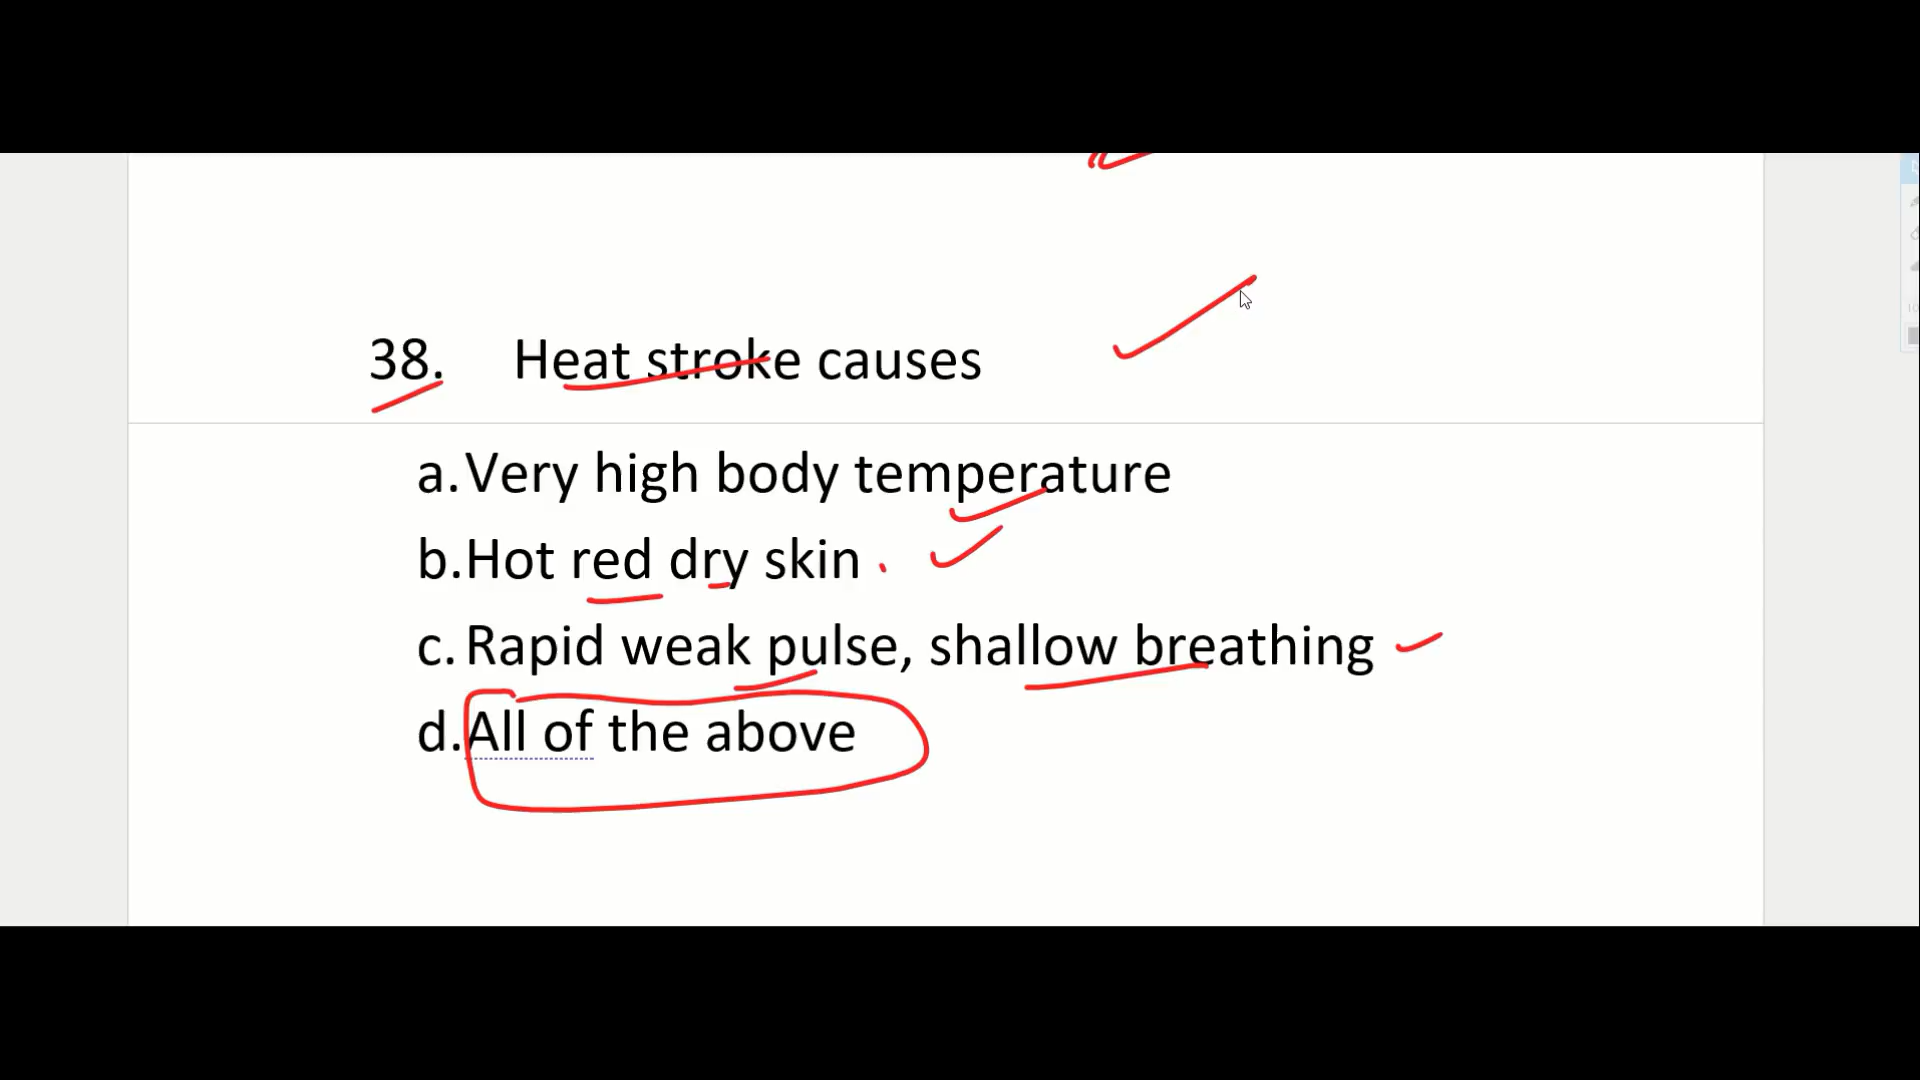 38. Heat stroke causes
a. Very high body temperature
b. Hot red dry skin
c. Rapid weak pulse, shallow breathing
d. All of the above